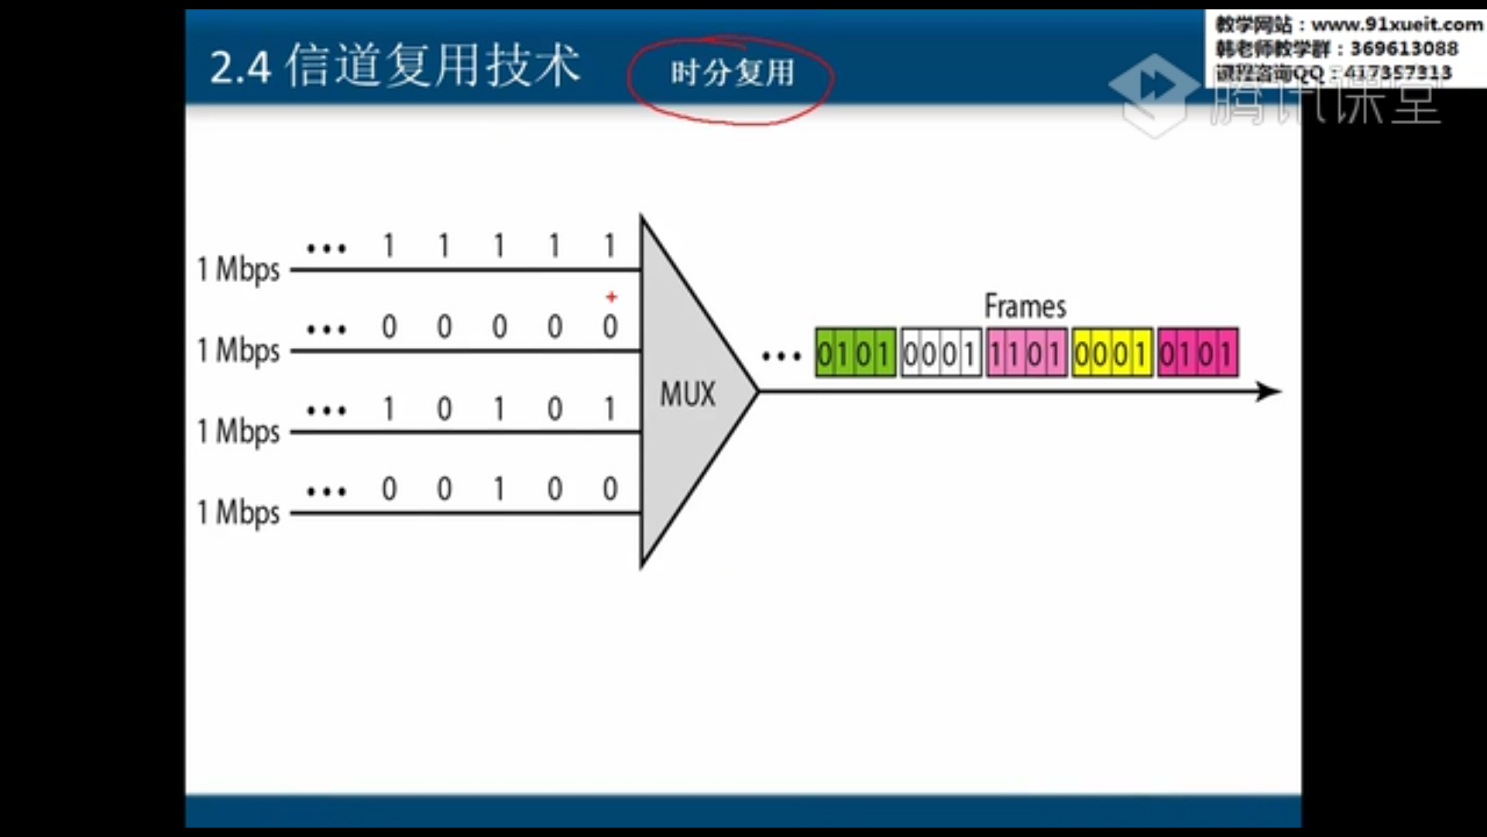 教学网站：www.91xueit.com
韩老师教学群：369613088
课程咨询QQ：417357313
腾讯课堂
2.4 信道复用技术 时分复用
1 Mbps ••• 1 1 1 1 1
1 Mbps ••• 0 0 0 0 0
1 Mbps ••• 1 0 1 0 1
1 Mbps ••• 0 0 1 0 0
MUX
Frames
••• 0101 0001 1101 0001 0101